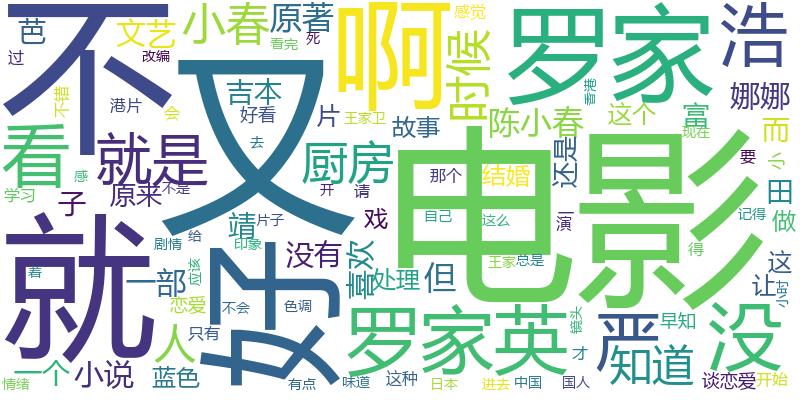 不
又
啊
罗家
浩
小春
原著
感觉
芭
文艺
看完
死
过
改编
时候
娜娜
吉本
好看
港片
不错
会
王家卫
片
故事
陈小春
这个
香港
富
现在
而
看
就是
去
厨房
那个
结婚
还是
要
小
学习
感
原来
不是
开
请
子
靖
片子
戏
自己
这么
演
田
记得
做
就
好
电影
剧情
给
印象
没有
喜欢
王家
总是
得
这
若
一部
应该
处理
但
让
小时
恋爱
不会
色调
人
只有
罗家英
镜头
严
早知
没
一个
小说
蓝色
才
知道
情绪
有点
味道
这种
日本
进去
中国
国人
谈恋爱
开始